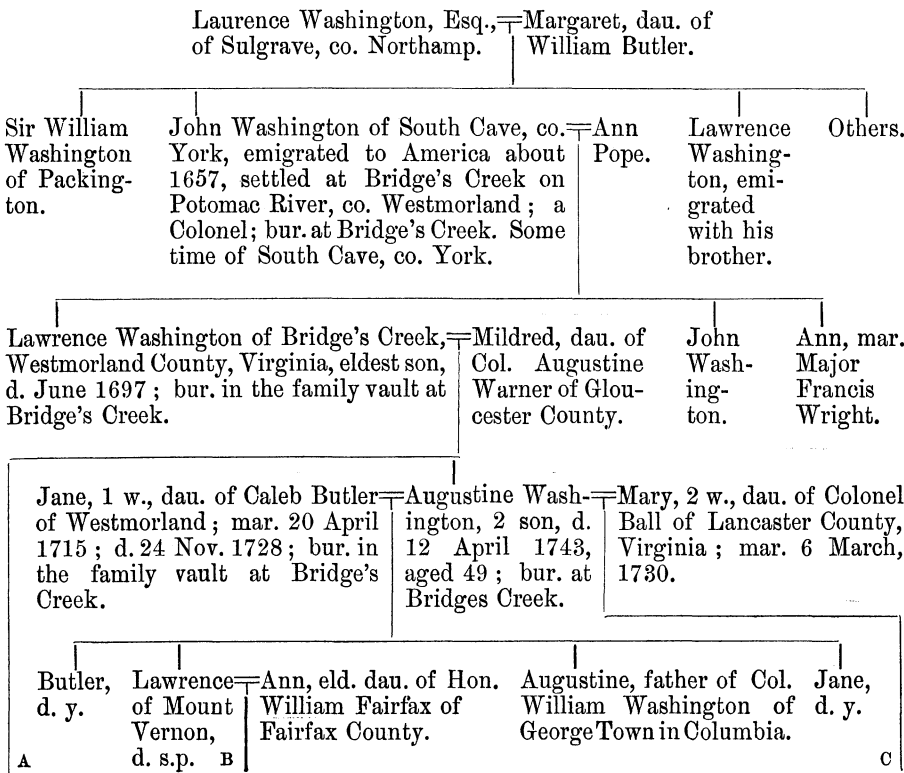 Laurence Washington, Esq., of Sulgrave, co. Northamp.
Margaret, dau. of William Butler.
Sir William
Washington
of Packing-
ton.
John Washington of South Cave, co.
York, emigrated to America about
1657, settled at Bridge's Creek on
Potomac River, co. Westmorland ; a
Colonel; bur. at Bridge's Creek. Some
time of South Cave, co. York.
Ann
Pope.
Lawrence
Washing-
ton, emi-
grated
with his
brother.
Others.
Lawrence Washington of Bridge's Creek,
Westmorland County, Virginia, eldest son,
d. June 1697 ; bur. in the family vault at
Bridge's Creek.
Mildred, dau. of
Col. Augustine
Warner of Glou-
cester County.
John
Wash-
ing-
ton.
Ann, mar.
Major
Francis
Wright.
Jane, 1 w., dau. of Caleb Butler
of Westmorland ; mar. 20 April
1715 ; d. 24 Nov. 1728 ; bur. in
the family vault at Bridge's
Creek.
Augustine Wash-
ington, 2 son, d.
12 April 1743,
aged 49 ; bur. at
Bridges Creek.
Mary, 2 w., dau. of Colonel
Ball of Lancaster County,
Virginia ; mar. 6 March,
1730.
Butler,
d. y.
Lawrence
of Mount
Vernon,
d. s.p.
Ann, eld. dau. of Hon.
William Fairfax of
Fairfax County.
Augustine, father of Col.
William Washington of
George Town in Columbia.
Jane,
d. y.
A
B
C